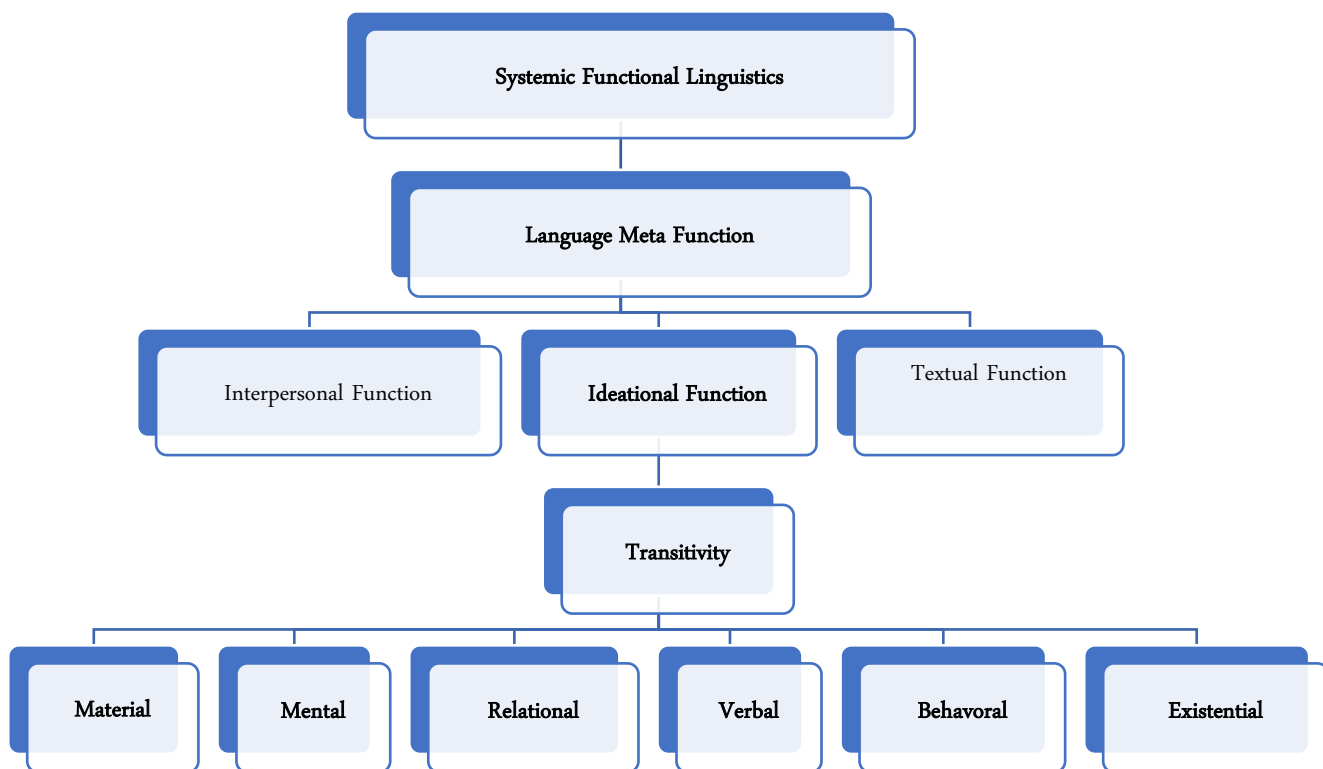 Systemic Functional Linguistics
Language Meta Function
Interpersonal Function
Ideational Function
Textual Function
Transitivity
Material
Mental
Relational
Verbal
Behavoral
Existential